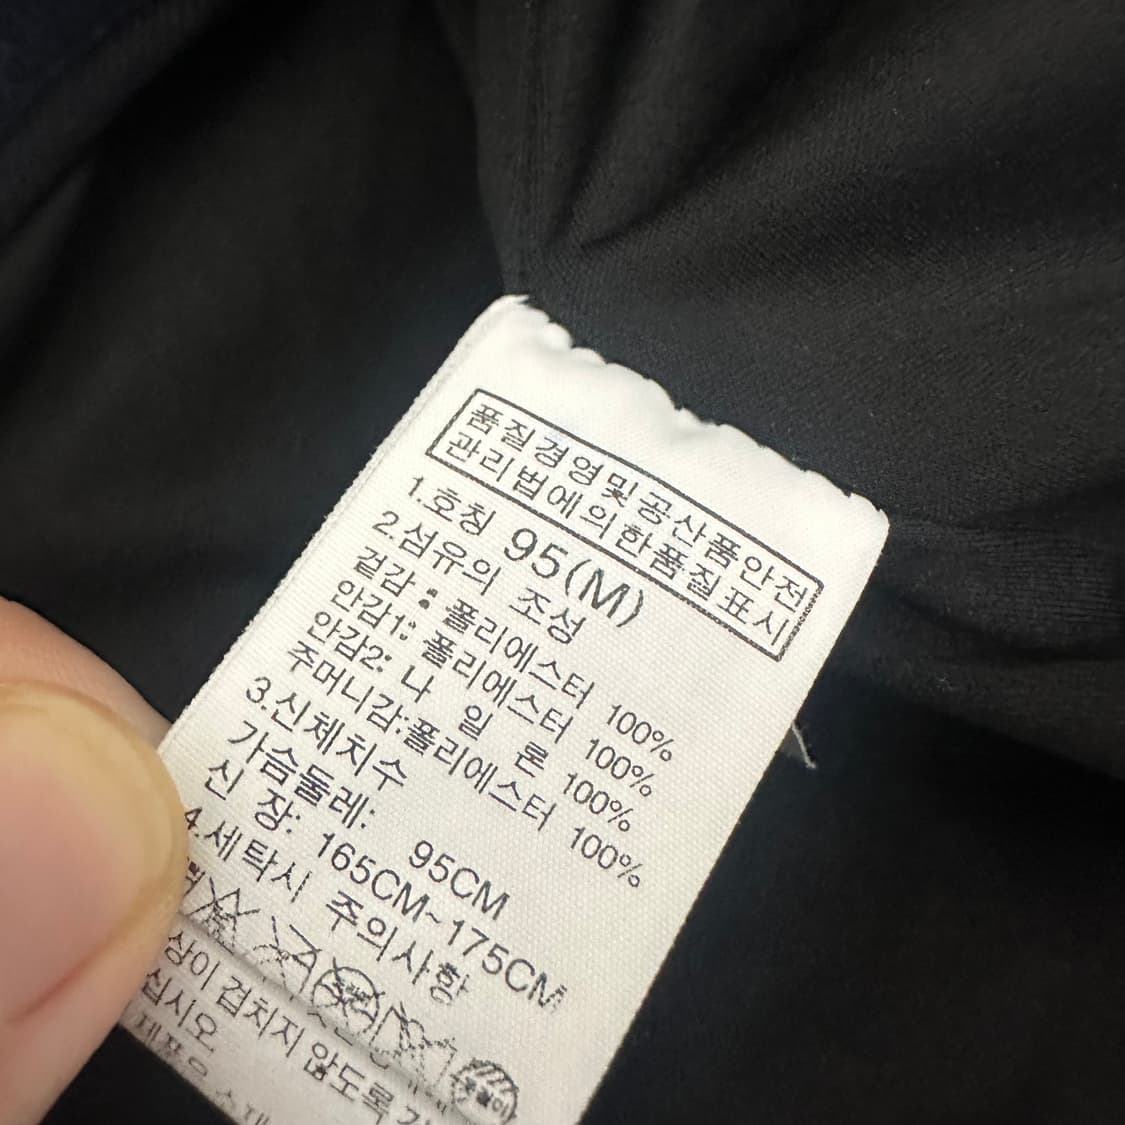 품질경영및공산품안전
관리법에의한품질표시
1.호칭 95(M)
2.섬유의 조성
겉감 : 폴리에스터 100%
안감1: 폴리에스터 100%
안감2: 나 일 론 100%
주머니감:폴리에스터 100%
3.신체치수
가슴둘레: 95CM
신 장: 165CM~175CM
4.세탁시 주의사항
상이 겹치지 않도록
십시오